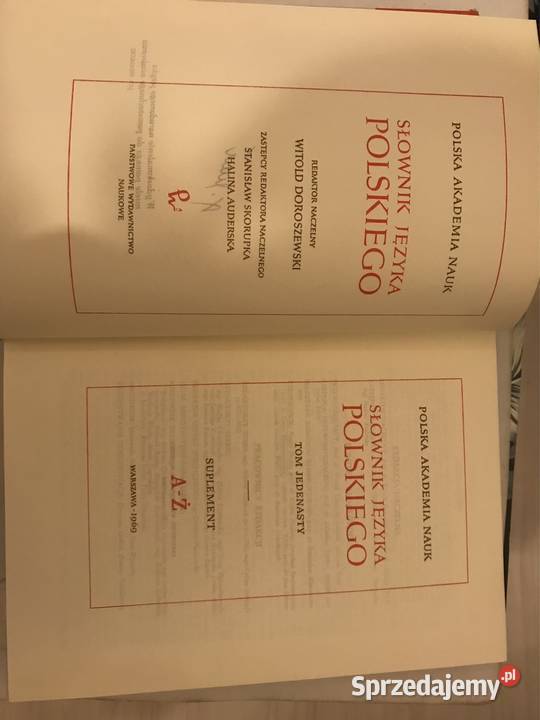 POLSKA AKADEMIA NAUK
SŁOWNIK JĘZYKA
POLSKIEGO
REDAKTOR NACZELNY
WITOLD DOROSZEWSKI
ZASTĘPCY REDAKTORA NACZELNEGO
STANISŁAW SKORUPKA
HALINA AUDERSKA
PAŃSTWOWE WYDAWNICTWO
NAUKOWE
POLSKA AKADEMIA NAUK
SŁOWNIK JĘZYKA
POLSKIEGO
TOM JEDENASTY
SUPLEMENT
A-Ż
WARSZAWA·1969
Sprzedajemy.pl